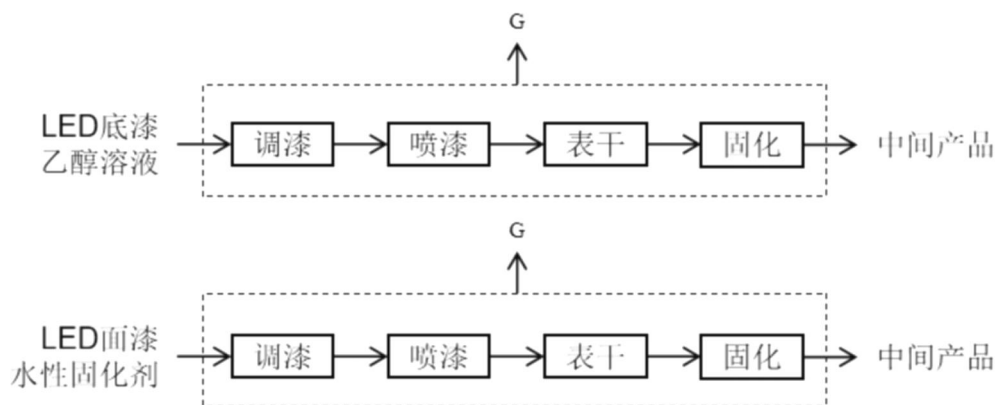 G
LED底漆
乙醇溶液
调漆
喷漆
表干
固化
中间产品
G
LED面漆
水性固化剂
调漆
喷漆
表干
固化
中间产品